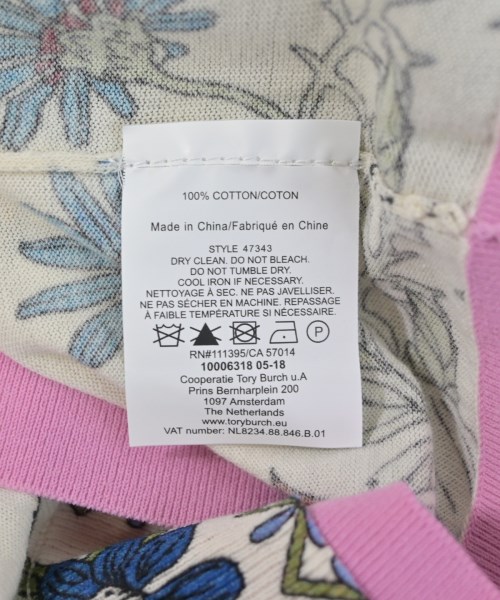 100% COTTON/COTON
Made in China/Fabriqué en Chine
STYLE 47343
DRY CLEAN. DO NOT BLEACH.
DO NOT TUMBLE DRY.
COOL IRON IF NECESSARY.
NETTOYAGE À SEC. NE PAS JAVELLISER.
NE PAS SÉCHER EN MACHINE. REPASSAGE
À FAIBLE TEMPÉRATURE SI NÉCESSAIRE.
P
RN#111395/CA 57014
10006318 05-18
Cooperatie Tory Burch u.A
Prins Bernharplein 200
1097 Amsterdam
The Netherlands
www.toryburch.com
VAT number: NL8234.88.846.B.01